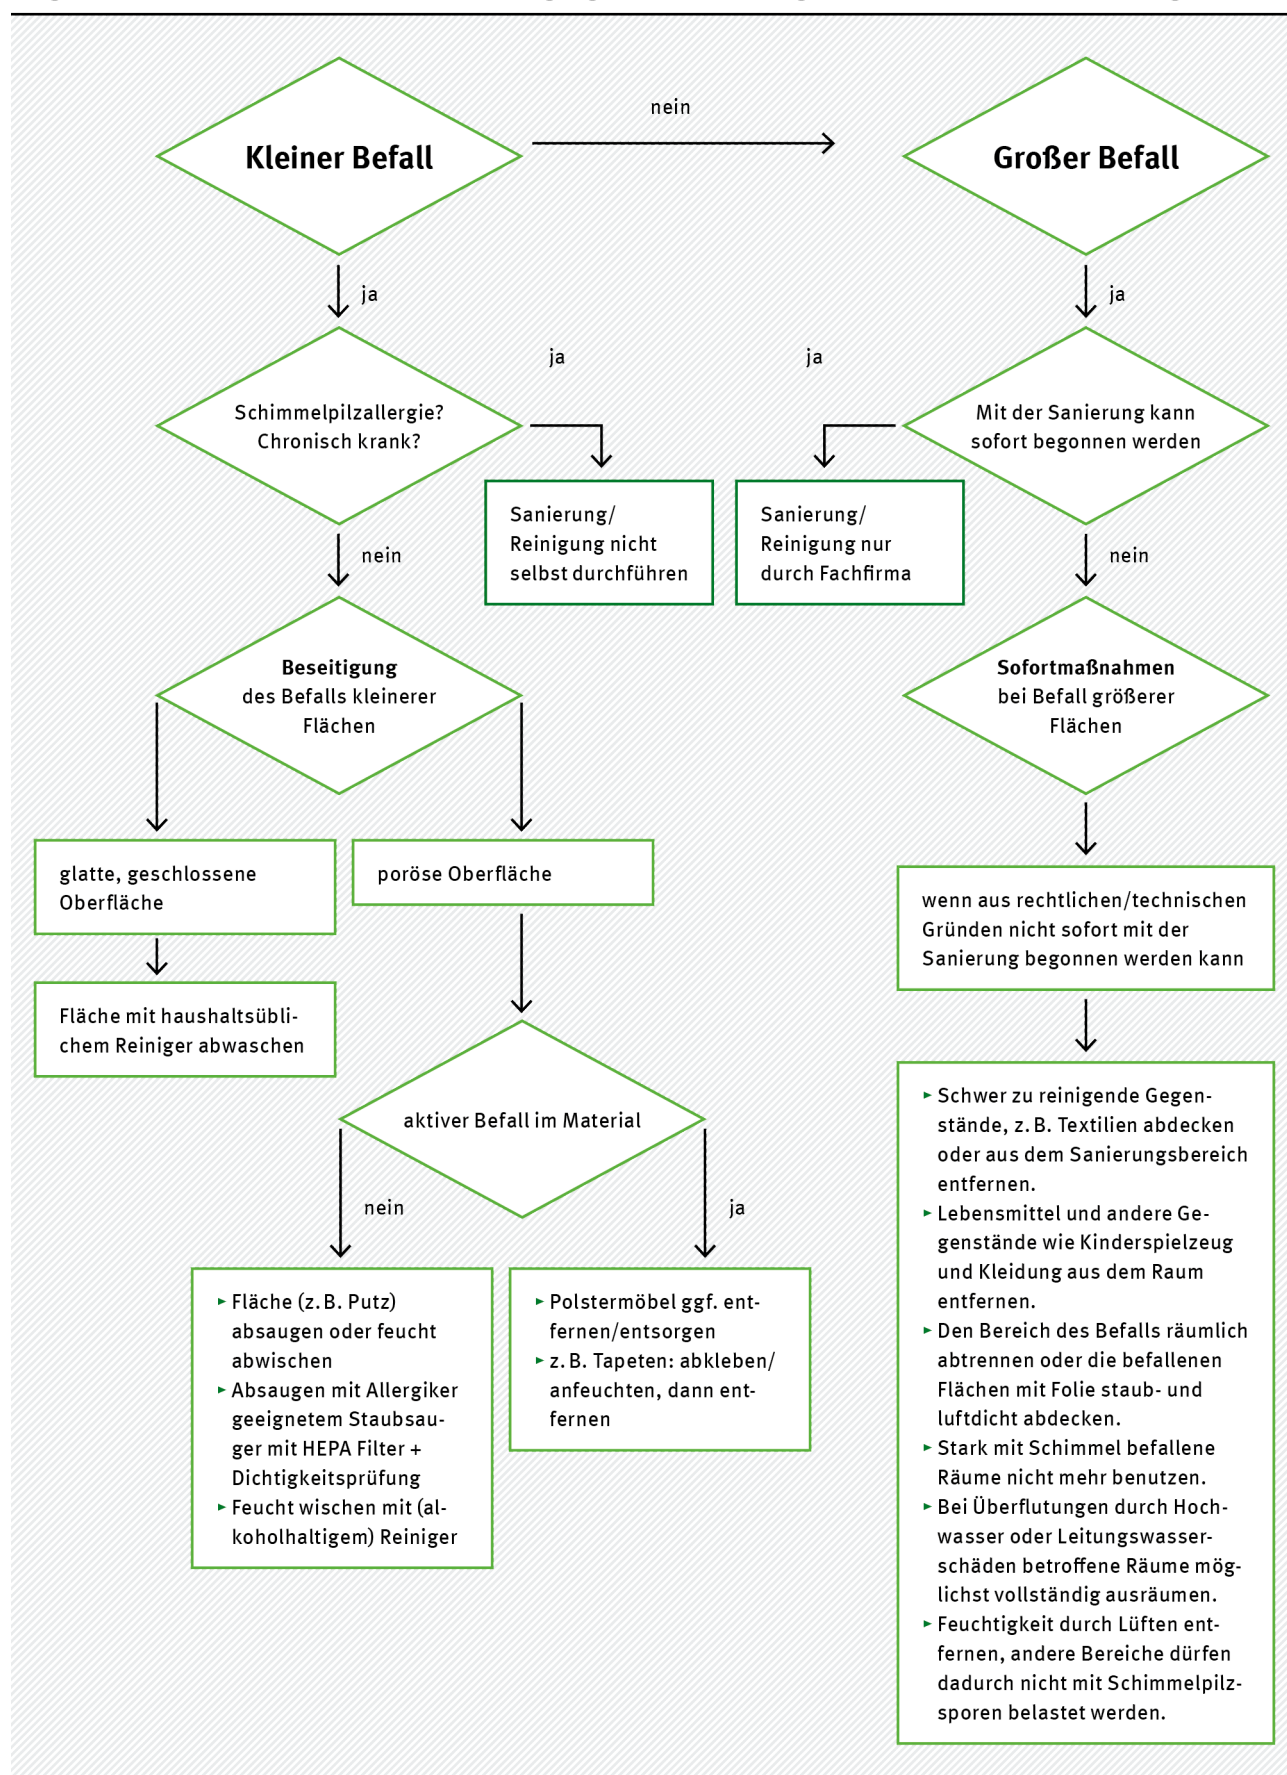 Kleiner Befall
nein
Großer Befall
ja
ja
Schimmelpilzallergie?
Chronisch krank?
ja
ja
Mit der Sanierung kann
sofort begonnen werden
Sanierung/
Reinigung nicht
selbst durchführen
Sanierung/
Reinigung nur
durch Fachfirma
nein
nein
Beseitigung
des Befalls kleinerer
Flächen
Sofortmaßnahmen
bei Befall größerer
Flächen
glatte, geschlossene
Oberfläche
poröse Oberfläche
wenn aus rechtlichen/technischen
Gründen nicht sofort mit der
Sanierung begonnen werden kann
Fläche mit haushaltsübli-
chem Reiniger abwaschen
aktiver Befall im Material
nein
ja
► Fläche (z. B. Putz)
absaugen oder feucht
abwischen
► Absaugen mit Allergiker
geeignetem Staubsau-
ger mit HEPA Filter +
Dichtigkeitsprüfung
► Feucht wischen mit (al-
koholhaltigem) Reiniger
► Polstermöbel ggf. ent-
fernen/entsorgen
► z. B. Tapeten: abkleben/
anfeuchten, dann ent-
fernen
► Schwer zu reinigende Gegen-
stände, z. B. Textilien abdecken
oder aus dem Sanierungsbereich
entfernen.
► Lebensmittel und andere Ge-
genstände wie Kinderspielzeug
und Kleidung aus dem Raum
entfernen.
► Den Bereich des Befalls räumlich
abtrennen oder die befallenen
Flächen mit Folie staub- und
luftdicht abdecken.
► Stark mit Schimmel befallene
Räume nicht mehr benutzen.
► Bei Überflutungen durch Hoch-
wasser oder Leitungswasser-
schäden betroffene Räume mög-
lichst vollständig ausräumen.
► Feuchtigkeit durch Lüften ent-
fernen, andere Bereiche dürfen
dadurch nicht mit Schimmelpilz-
sporen belastet werden.